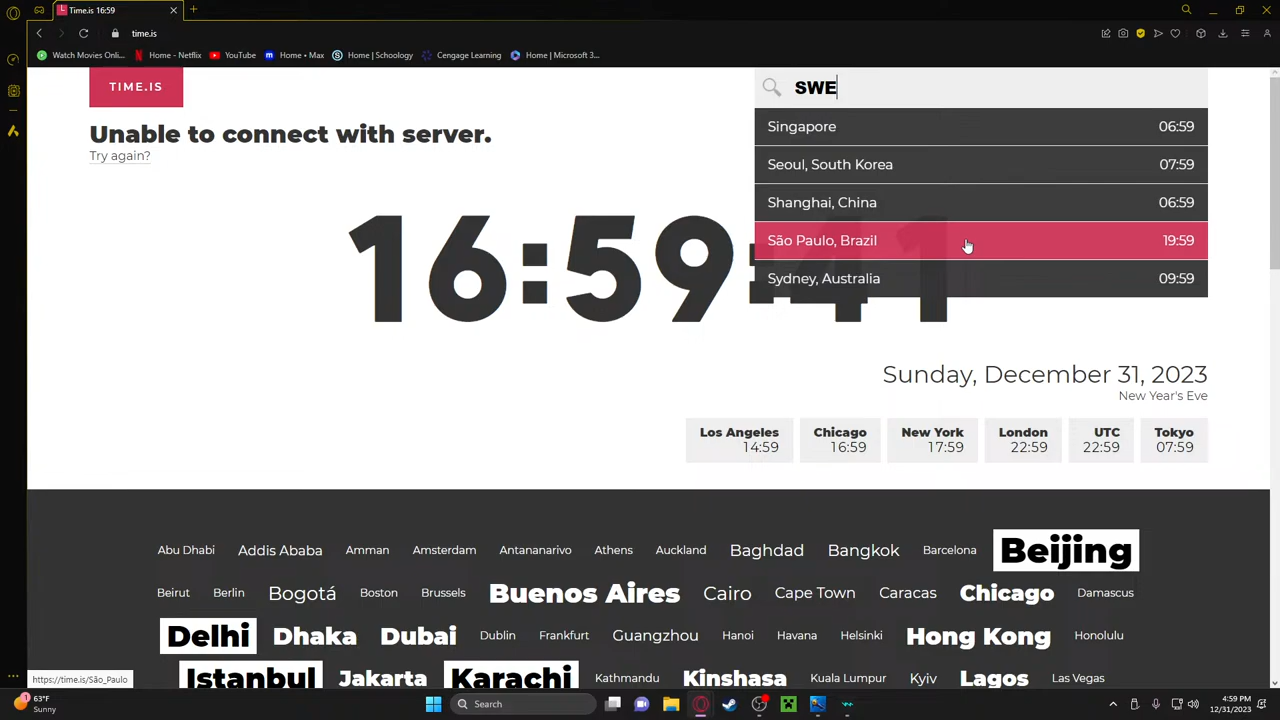 Time.is 16:59
time.is
Watch Movies Onli...
Home - Netflix
YouTube
Home • Max
Home | Schoology
Cengage Learning
Home | Microsoft 3...
TIME.IS
SWE
Unable to connect with server.
Try again?
Singapore 06:59
Seoul, South Korea 07:59
Shanghai, China 06:59
São Paulo, Brazil 19:59
Sydney, Australia 09:59
16:59:41
Sunday, December 31, 2023
New Year's Eve
Los Angeles Chicago New York London UTC Tokyo
14:59 16:59 17:59 22:59 22:59 07:59
Abu Dhabi Addis Ababa Amman Amsterdam Antananarivo Athens Auckland Baghdad Bangkok Barcelona Beijing
Beirut Berlin Bogotá Boston Brussels Buenos Aires Cairo Cape Town Caracas Chicago Damascus
Delhi Dhaka Dubai Dublin Frankfurt Guangzhou Hanoi Havana Helsinki Hong Kong Honolulu
Istanbul Jakarta Karachi Kathmandu Kinshasa Kuala Lumpur Kyiv Lagos Las Vegas
https://time.is/São_Paulo
1
63°F
Sunny
Search
4:59 PM
12/31/2023